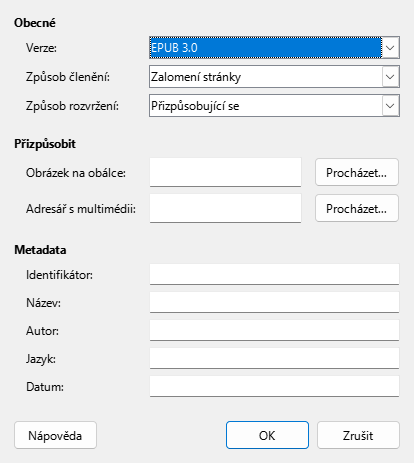 Obecné
Verze: EPUB 3.0
Způsob členění: Zalomení stránky
Způsob rozvržení: Přizpůsobující se
Přizpůsobit
Obrázek na obálce: Procházet...
Adresář s multimédii: Procházet...
Metadata
Identifikátor:
Název:
Autor:
Jazyk:
Datum:
Nápověda OK Zrušit